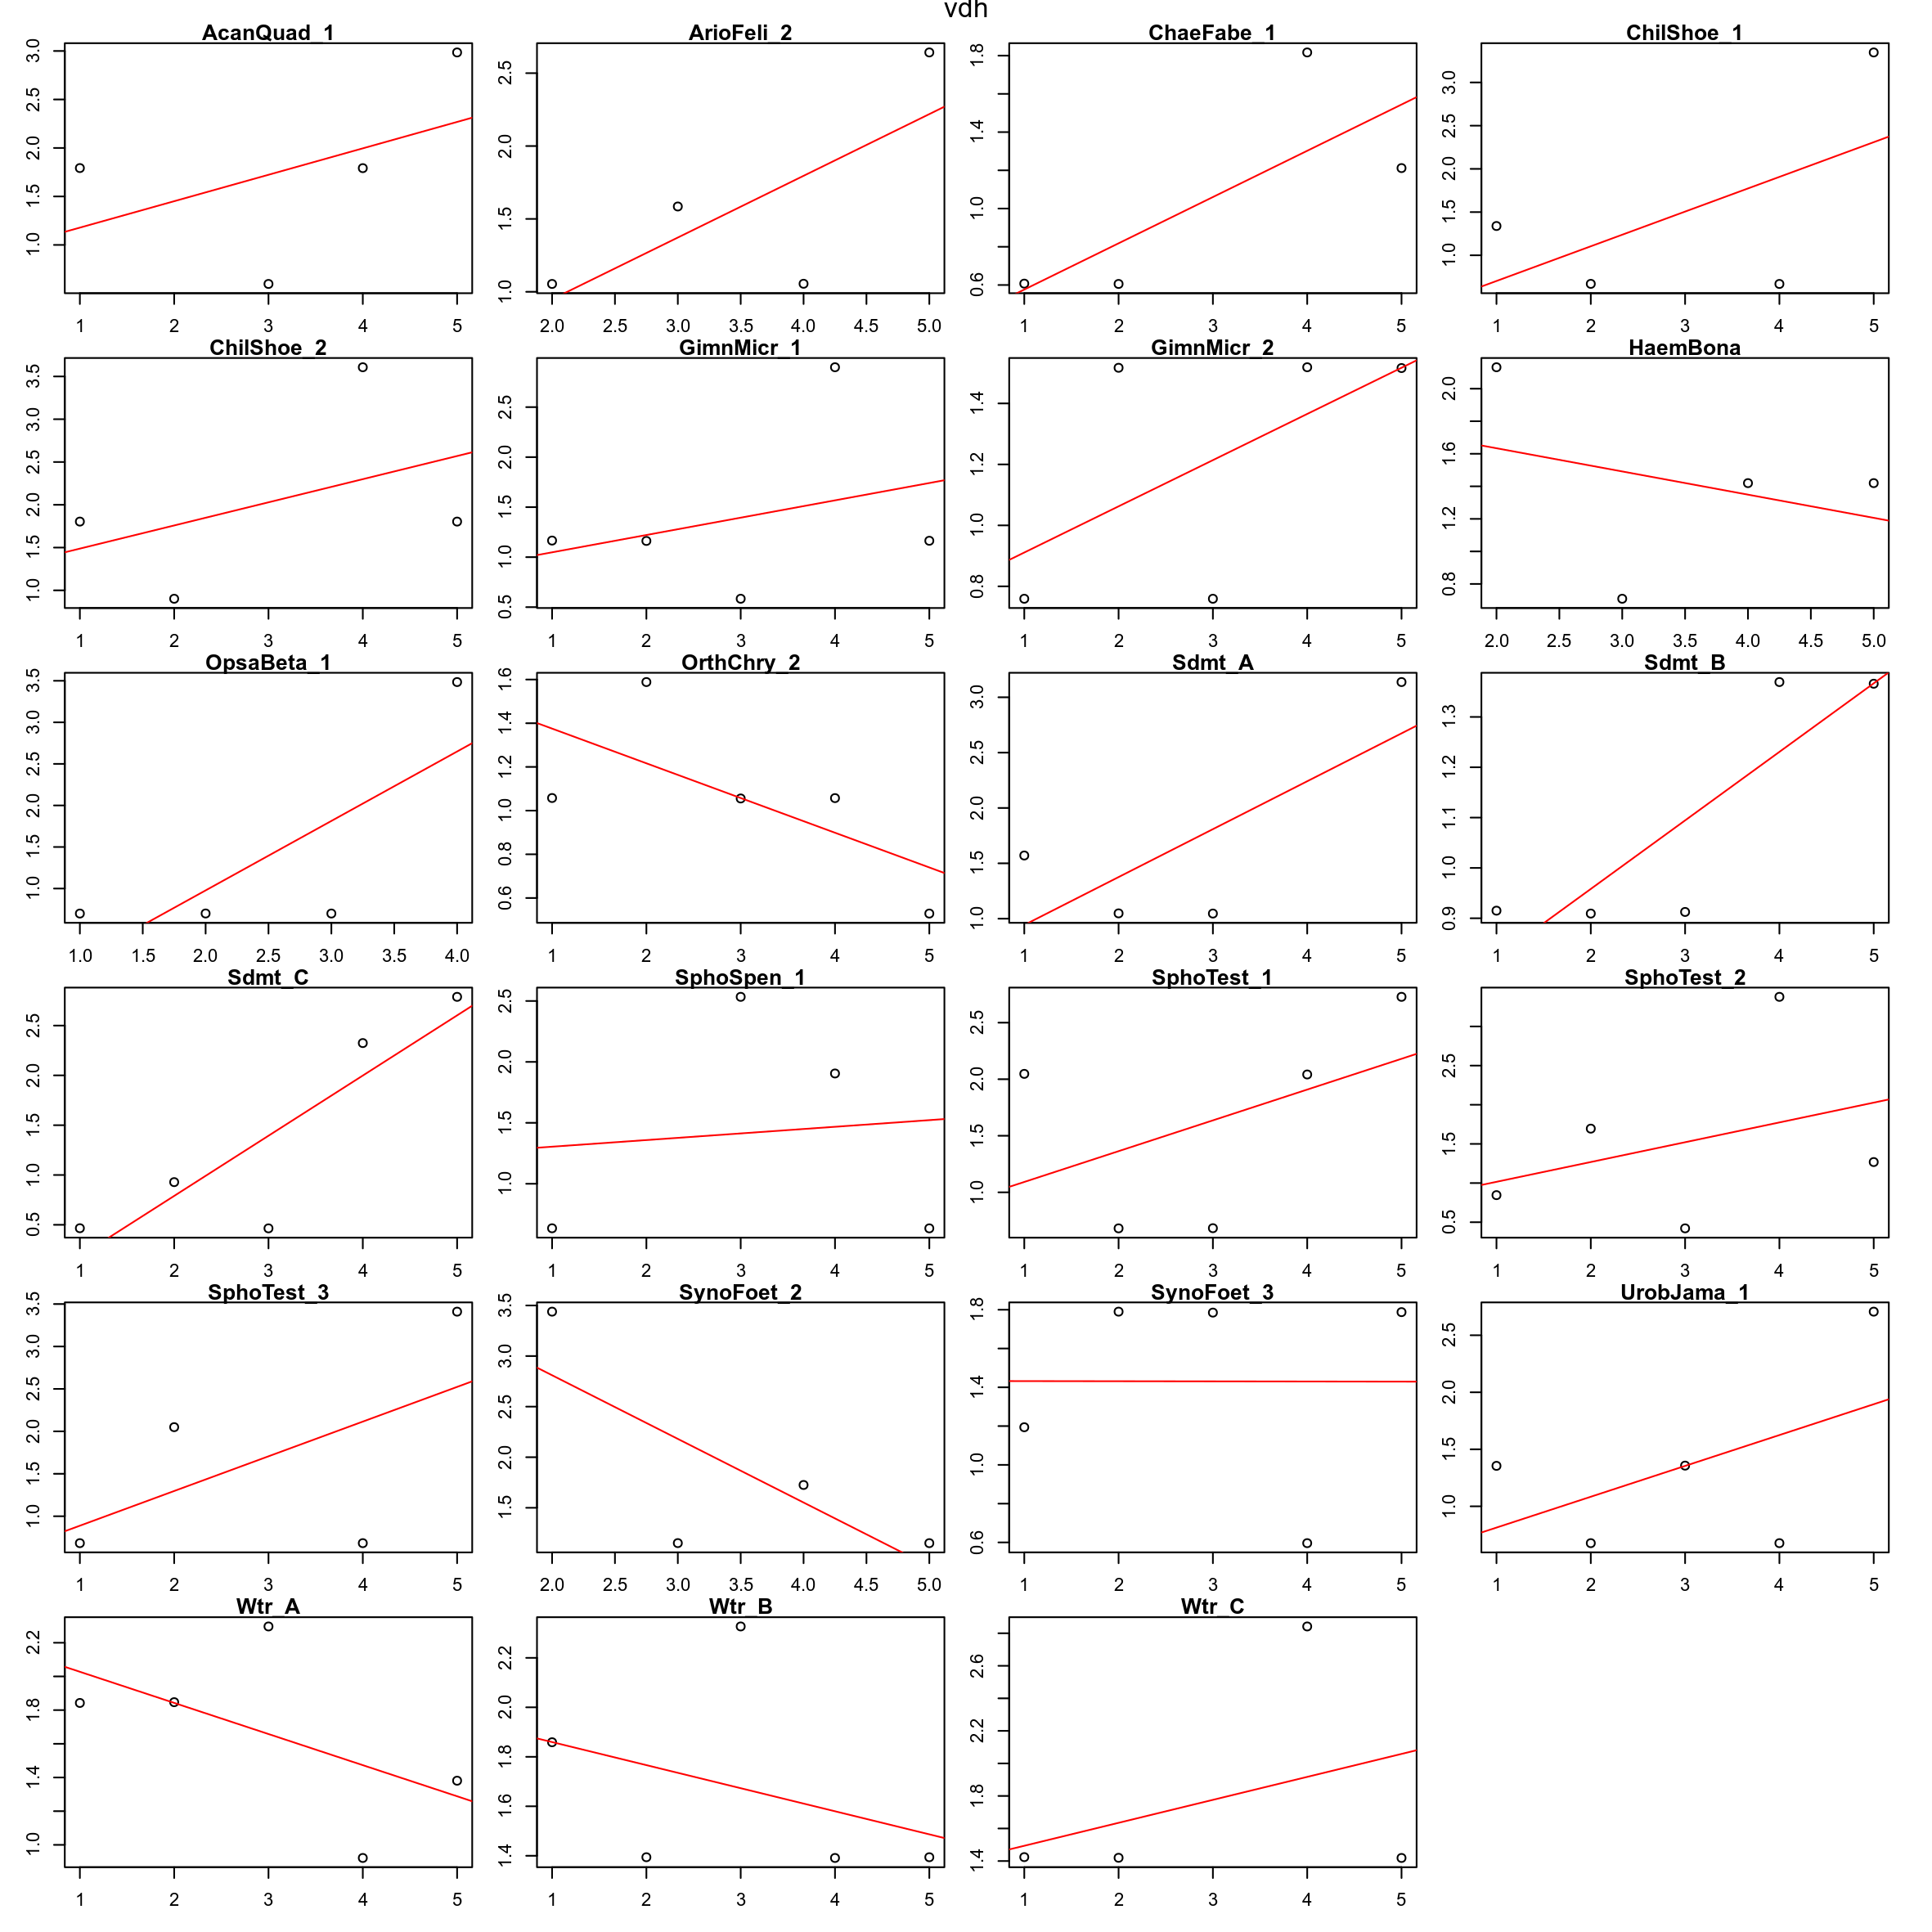 vdh
AcanQuad_1 ArioFeli_2 ChaeFabe_1 ChilShoe_1
1.0 1.5 2.0 2.5 3.0
1 2 3 4 5
1.0 1.5 2.0 2.5
2.0 2.5 3.0 3.5 4.0 4.5 5.0
0.6 1.0 1.4 1.8
1 2 3 4 5
1.0 1.5 2.0 2.5 3.0
1 2 3 4 5
ChilShoe_2 GimnMicr_1 GimnMicr_2 HaemBona
1.0 1.5 2.0 2.5 3.0 3.5
1 2 3 4 5
0.5 1.0 1.5 2.0 2.5
1 2 3 4 5
0.8 1.0 1.2 1.4
1 2 3 4 5
0.8 1.2 1.6 2.0
2.0 2.5 3.0 3.5 4.0 4.5 5.0
OpsaBeta_1 OrthChry_2 Sdmt_A Sdmt_B
1.0 1.5 2.0 2.5 3.0 3.5
1.0 1.5 2.0 2.5 3.0 3.5 4.0
0.6 0.8 1.0 1.2 1.4 1.6
1 2 3 4 5
1.0 1.5 2.0 2.5 3.0
1 2 3 4 5
0.9 1.0 1.1 1.2 1.3
1 2 3 4 5
Sdmt_C SphoSpen_1 SphoTest_1 SphoTest_2
0.5 1.0 1.5 2.0 2.5
1 2 3 4 5
1.0 1.5 2.0 2.5
1 2 3 4 5
1.0 1.5 2.0 2.5
1 2 3 4 5
0.5 1.5 2.5
1 2 3 4 5
SphoTest_3 SynoFoet_2 SynoFoet_3 UrobJama_1
1.0 1.5 2.0 2.5 3.0 3.5
1 2 3 4 5
1.5 2.0 2.5 3.0 3.5
2.0 2.5 3.0 3.5 4.0 4.5 5.0
0.6 1.0 1.4 1.8
1 2 3 4 5
1.0 1.5 2.0 2.5
1 2 3 4 5
Wtr_A Wtr_B Wtr_C
1.0 1.4 1.8 2.2
1 2 3 4 5
1.4 1.6 1.8 2.0 2.2
1 2 3 4 5
1.4 1.8 2.2 2.6
1 2 3 4 5